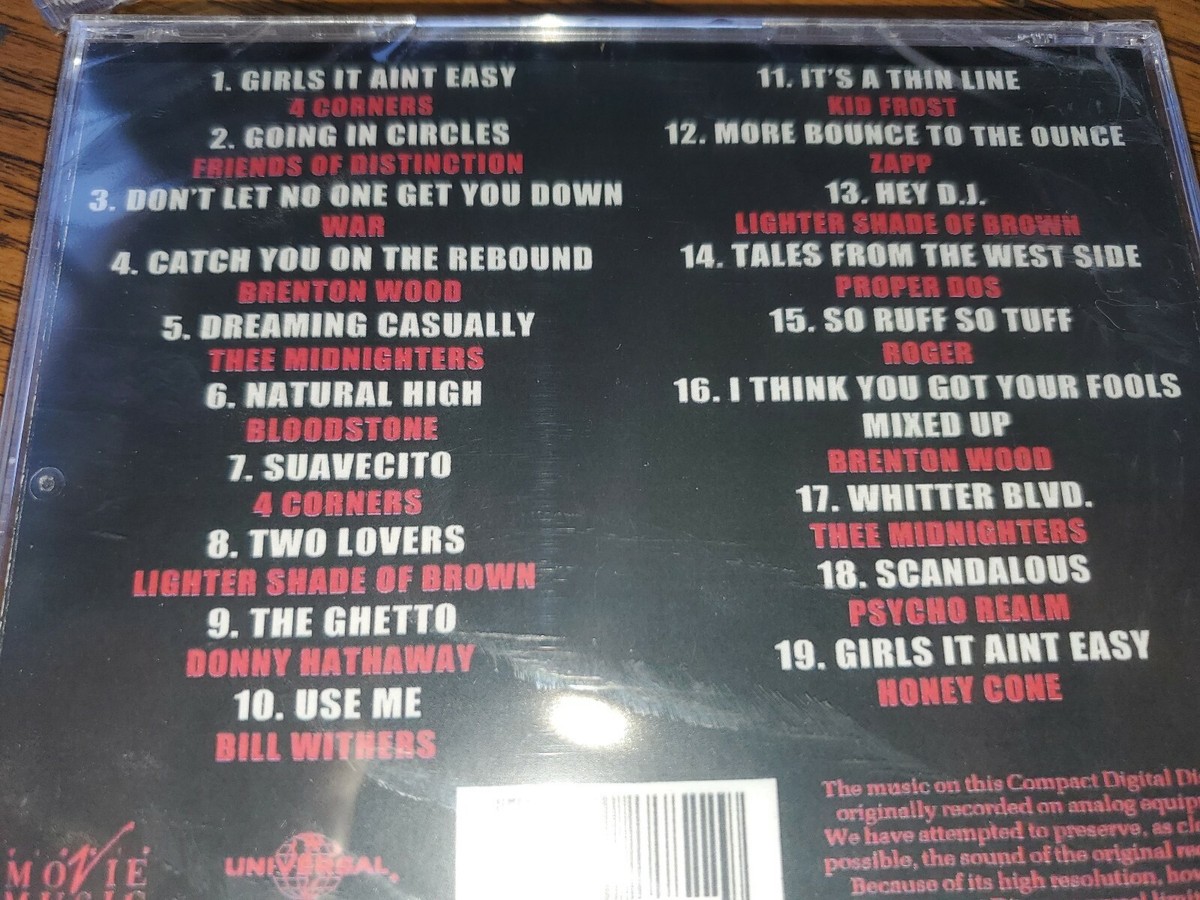 1. GIRLS IT AINT EASY
4 CORNERS
2. GOING IN CIRCLES
FRIENDS OF DISTINCTION
3. DON'T LET NO ONE GET YOU DOWN
WAR
4. CATCH YOU ON THE REBOUND
BRENTON WOOD
5. DREAMING CASUALLY
THEE MIDNIGHTERS
6. NATURAL HIGH
BLOODSTONE
7. SUAVECITO
4 CORNERS
8. TWO LOVERS
LIGHTER SHADE OF BROWN
9. THE GHETTO
DONNY HATHAWAY
10. USE ME
BILL WITHERS
11. IT'S A THIN LINE
KID FROST
12. MORE BOUNCE TO THE OUNCE
ZAPP
13. HEY D.J.
LIGHTER SHADE OF BROWN
14. TALES FROM THE WEST SIDE
PROPER DOS
15. SO RUFF SO TUFF
ROGER
16. I THINK YOU GOT YOUR FOOLS
MIXED UP
BRENTON WOOD
17. WHITTER BLVD.
THEE MIDNIGHTERS
18. SCANDALOUS
PSYCHO REALM
19. GIRLS IT AINT EASY
HONEY CONE
MOVIE
MUSIC
UNIVERSAL
The music on this Compact Digital Di
originally recorded on analog equip
We have attempted to preserve, as clo
possible, the sound of the original rec
Because of its high resolution, how